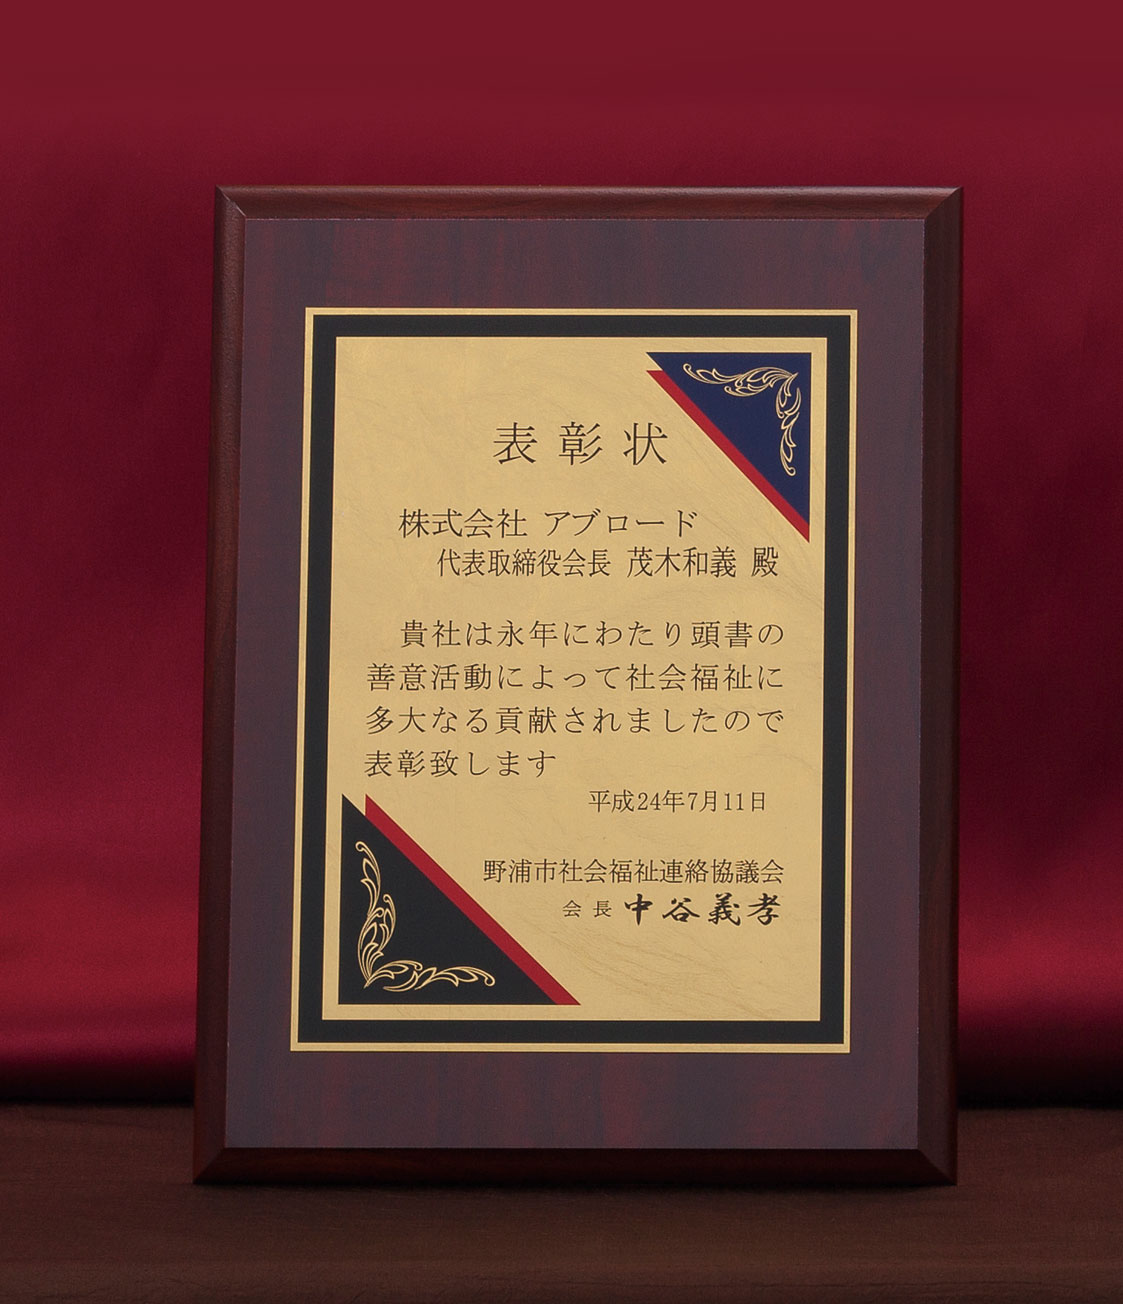 表彰状
株式会社 アブロード
代表取締役会長 茂木和義 殿
貴社は永年にわたり頭書の
善意活動によって社会福祉に
多大なる貢献されましたので
表彰致します
平成24年7月11日
野浦市社会福祉連絡協議会
会長 中谷義孝